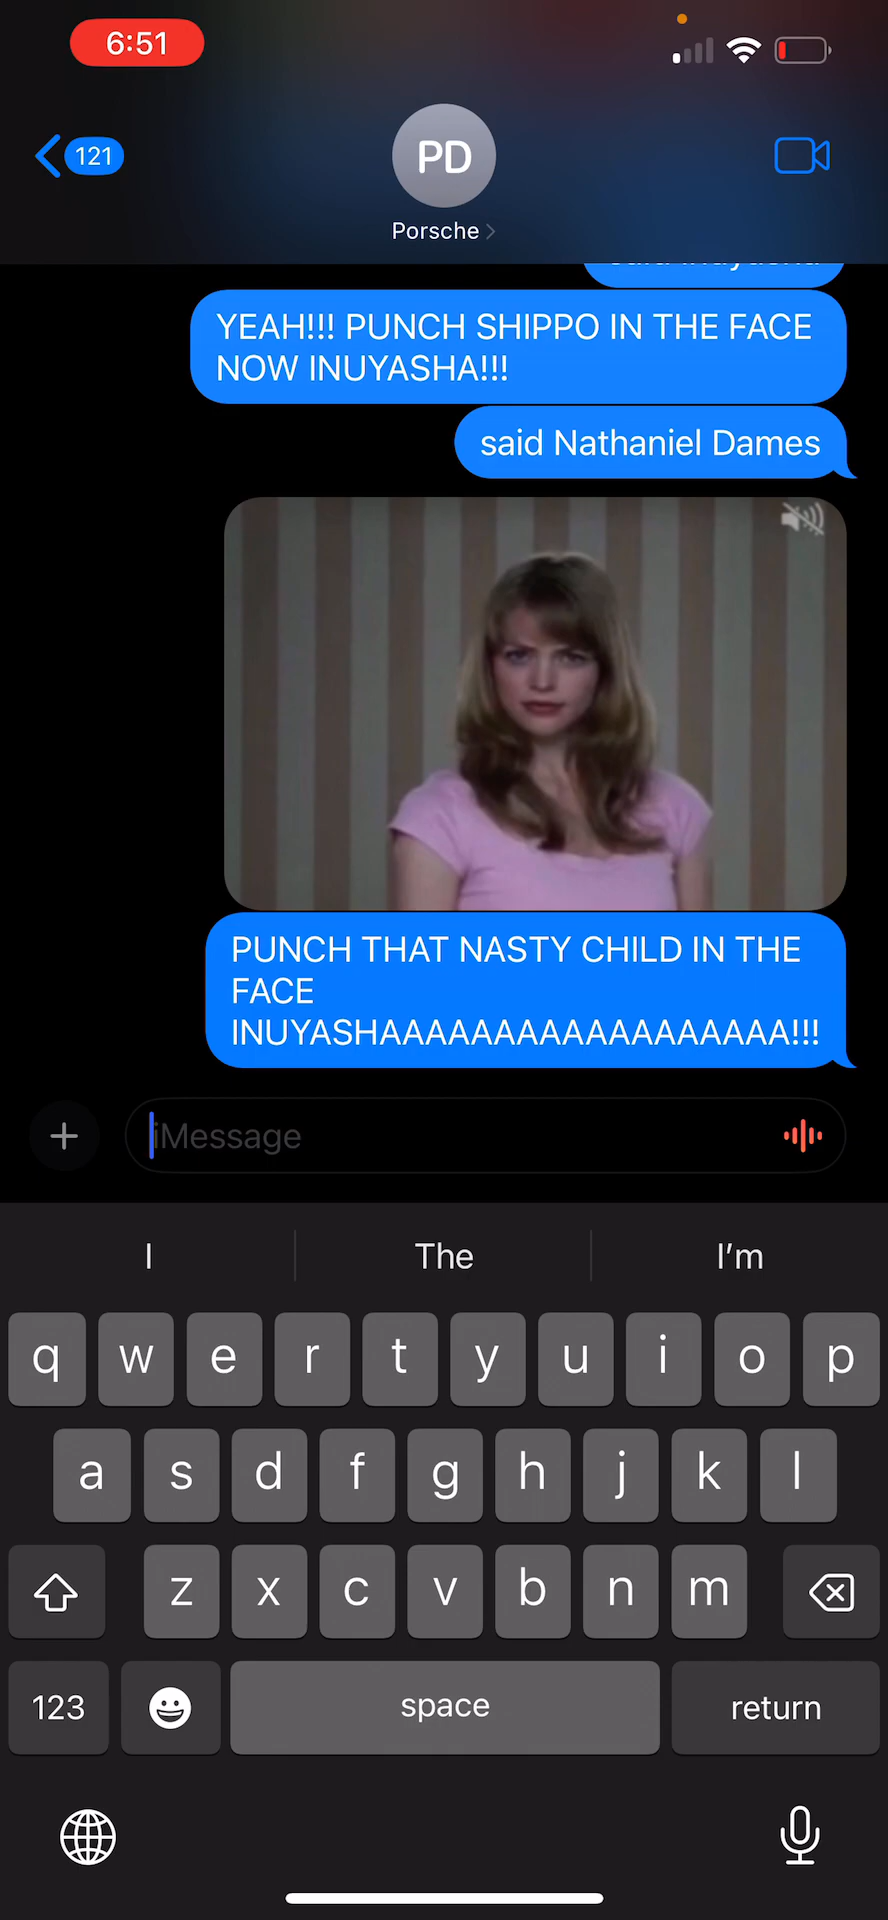 6:51
121
PD
Porsche
YEAH!!! PUNCH SHIPPO IN THE FACE
NOW INUYASHA!!!
said Nathaniel Dames
PUNCH THAT NASTY CHILD IN THE
FACE
INUYASHAAAAAAAAAAAAAAAAAAA!!!
iMessage
I The I'm
q w e r t y u i o p
a s d f g h j k l
z x c v b n m
123 space return